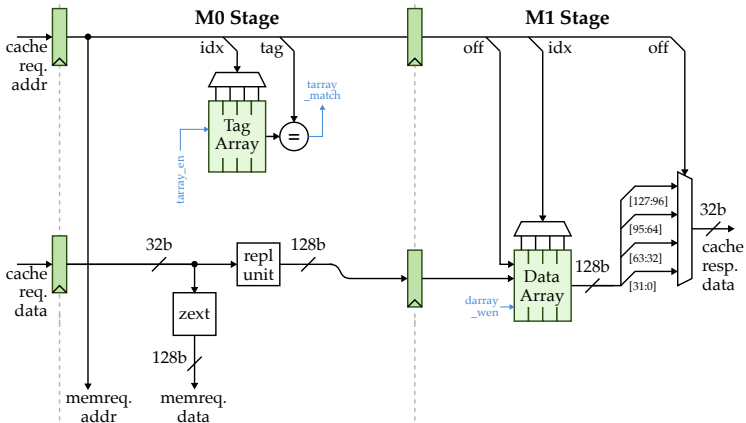 M0 Stage
M1 Stage
cache
req.
addr
idx
tag
off
idx
off
tarray
_match
Tag
Array
=
tarray_en
[127:96]
[95:64]
[63:32]
[31:0]
32b
cache
resp.
data
32b
repl
unit
128b
cache
req.
data
zext
128b
Data
Array
128b
darray
_wen
memreq.
addr
memreq.
data